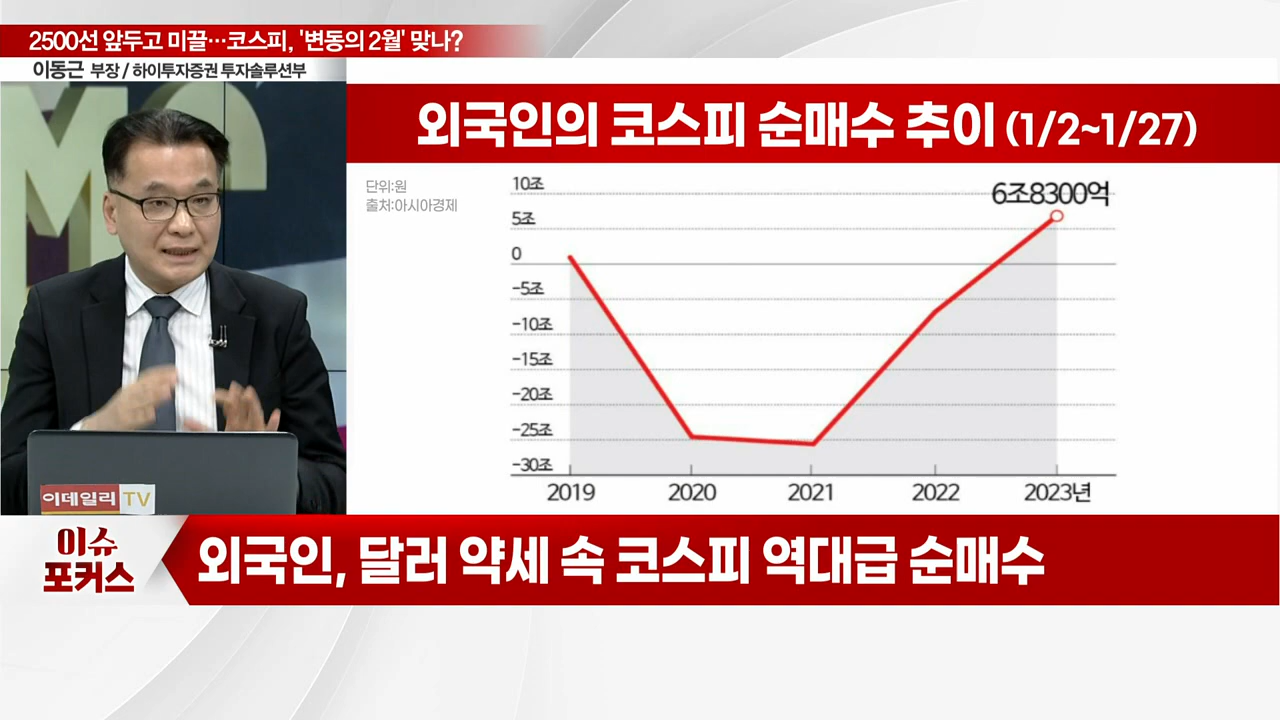 2500선 앞두고 미끌…코스피, '변동의 2월' 맞나?
이동근 부장 / 하이투자증권 투자솔루션부
외국인의 코스피 순매수 추이 (1/2~1/27)
단위:원
출처:아시아경제
10조
5조
0
-5조
-10조
-15조
-20조
-25조
-30조
6조8300억
2019 2020 2021 2022 2023년
이데일리 TV
이슈
포커스
외국인, 달러 약세 속 코스피 역대급 순매수